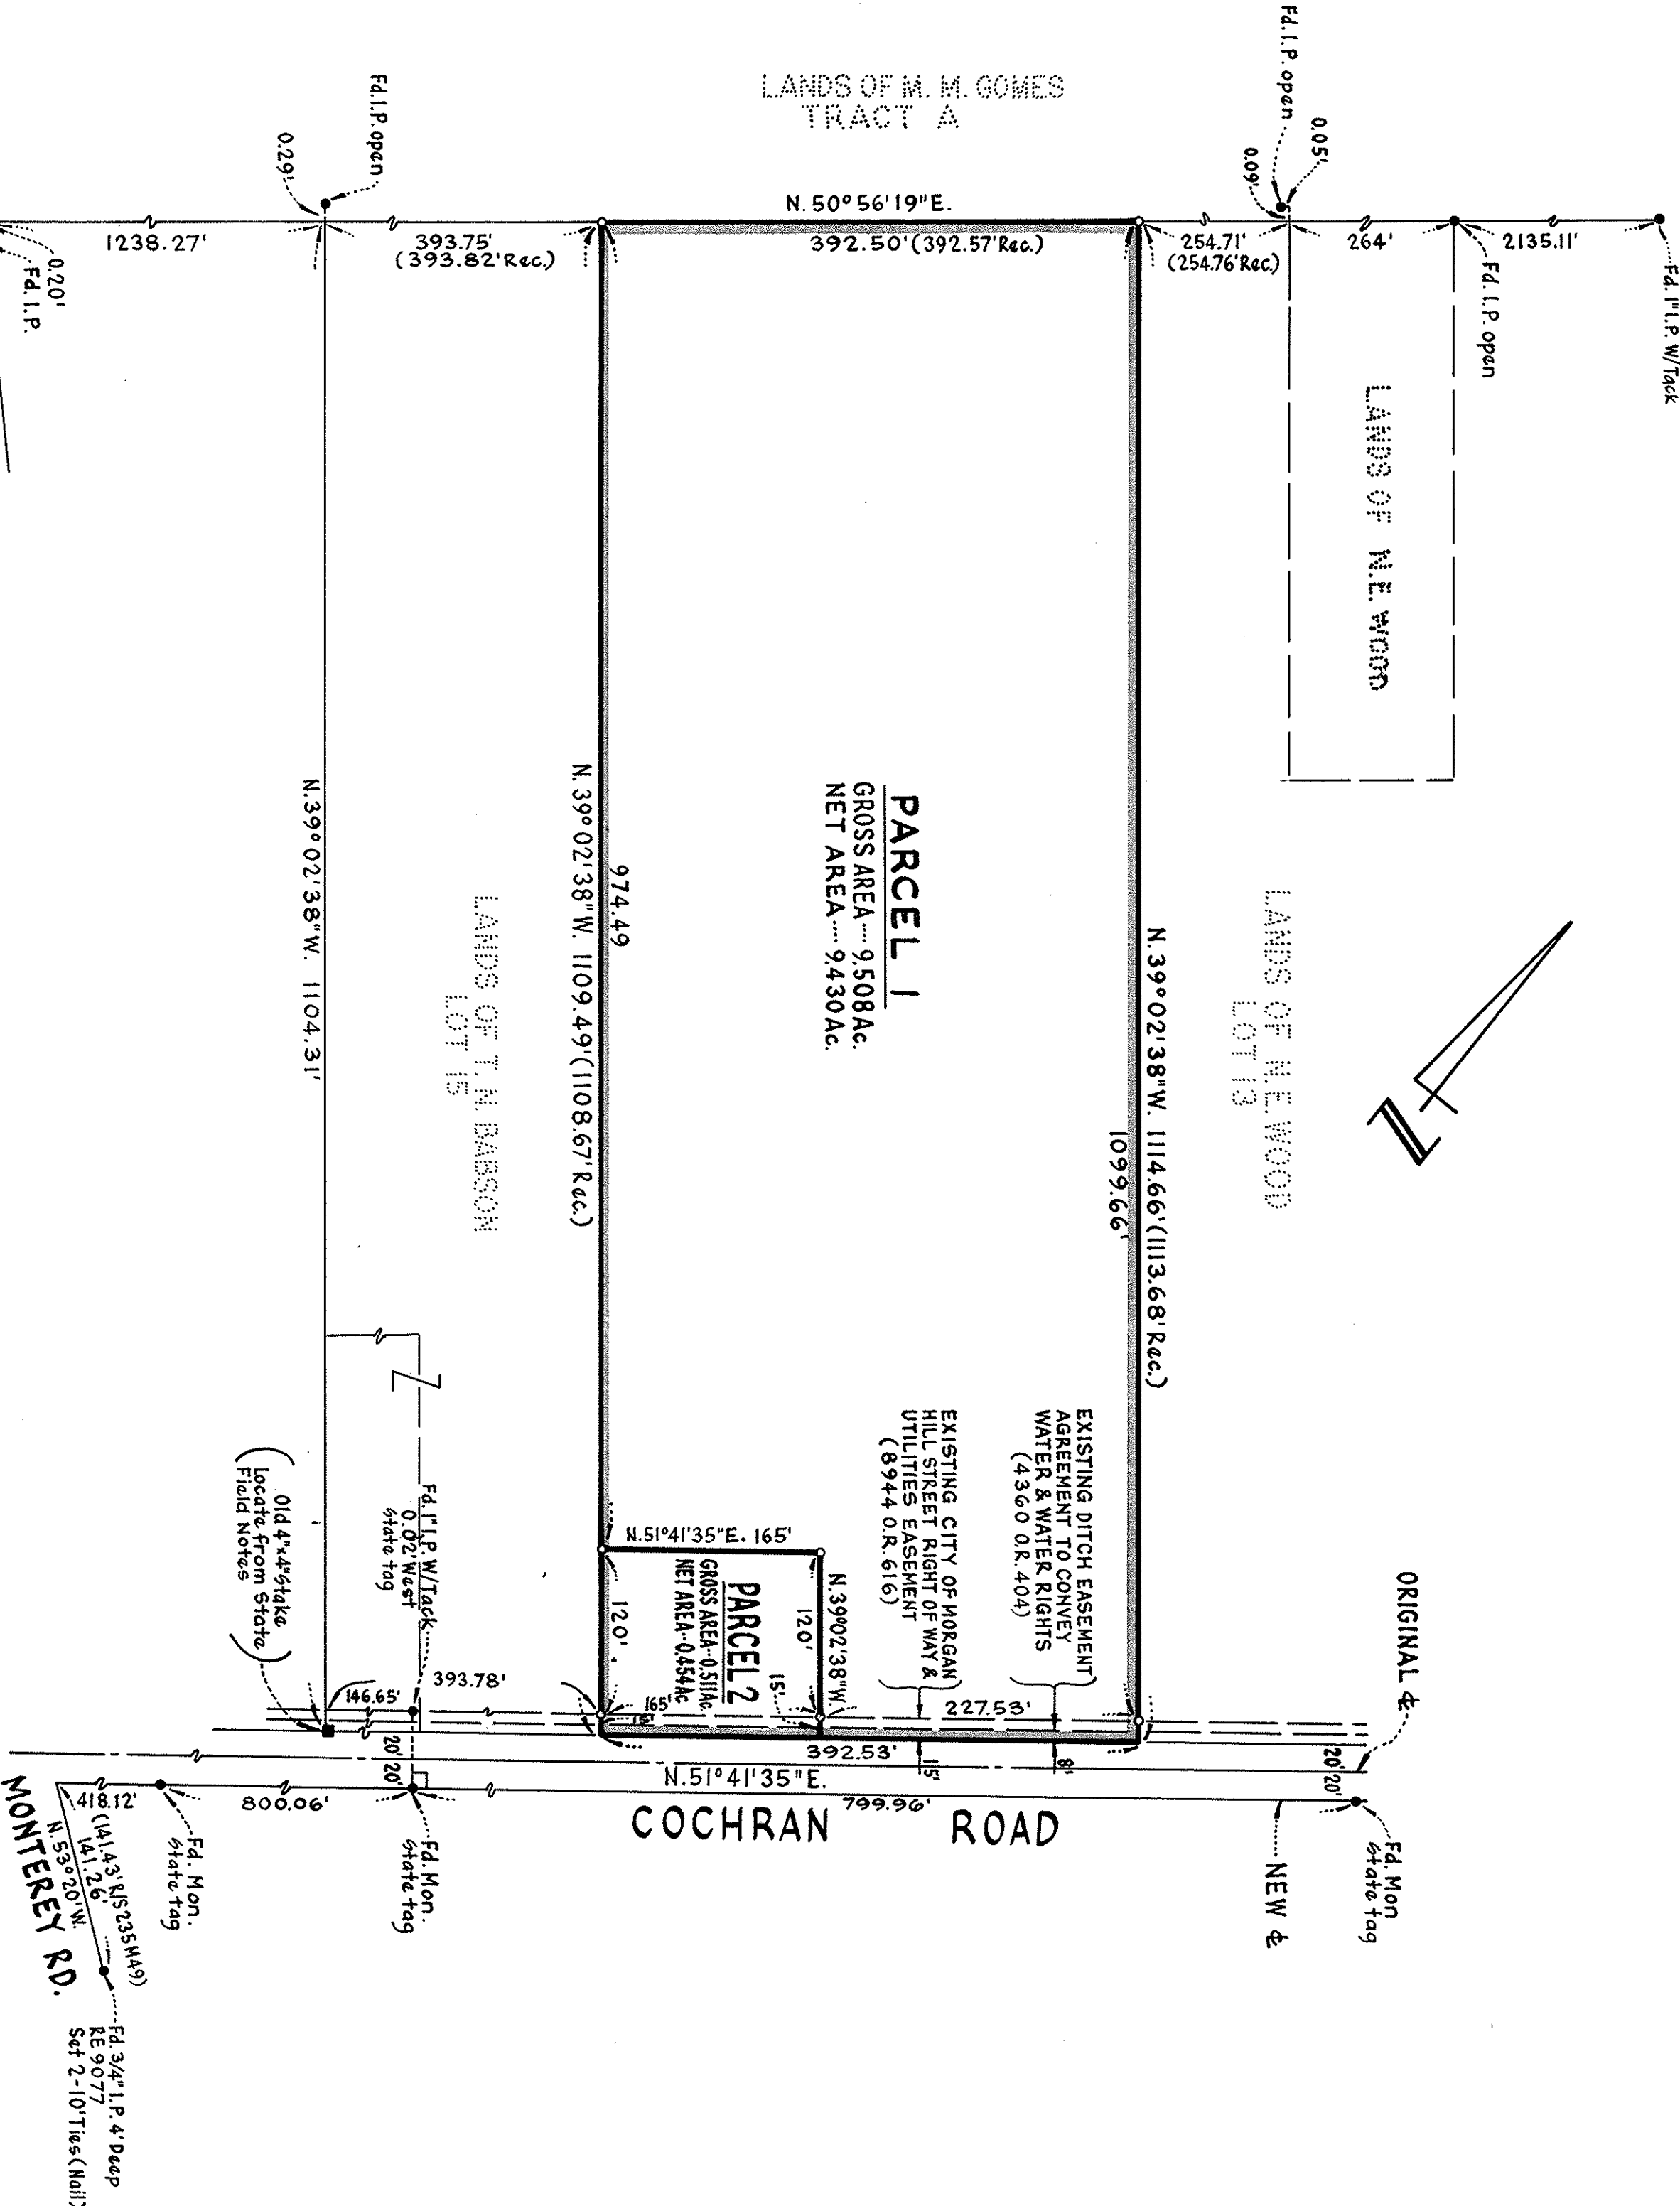 LANDS OF M. M. GOMES
TRACT A
Fd. I.P. open
0.29'
Fd. I.P. open
0.05'
0.09'
N. 50° 56' 19" E.
1238.27'
393.75'
(393.82' Rec.)
392.50' (392.57' Rec.)
254.71'
(254.76' Rec.)
264'
2135.11'
0.20'
Fd. I.P.
Fd. I.P. open
Fd. 1" I.P. W/Tack
LANDS OF N.E. WOOD
PARCEL 1
GROSS AREA--- 9.508 Ac.
NET AREA--- 9.430 Ac.
N. 39° 02' 38" W. 1104.31'
LANDS OF T. N. BABSON
LOT 15
N. 39° 02' 38" W. 1109.49' (1108.67' Rec.)
974.49
N. 39° 02' 38" W. 1114.66' (1113.68' Rec.)
1099.66'
LANDS OF N.E. WOOD
LOT 13
N
EXISTING DITCH EASEMENT
AGREEMENT TO CONVEY
WATER & WATER RIGHTS
(4360 O.R. 404)
EXISTING CITY OF MORGAN
HILL STREET RIGHT OF WAY &
UTILITIES EASEMENT
(8944 O.R. 616)
N. 51° 41' 35" E. 165'
N. 39° 02' 38" W.
120'
120'
PARCEL 2
GROSS AREA--0.511 Ac.
NET AREA--0.454 Ac
15'
165'
15'
Old 4"x4" Stake
Locate from State
Field Notes
Fd. 1" I.P. W/Tack
0.02' West
State tag
146.65'
393.78'
227.53'
392.53'
15'
8'
20' 20'
20' 20'
ORIGINAL ℄
NEW ℄
N. 51° 41' 35" E.
418.12'
800.06'
799.96'
COCHRAN ROAD
Fd. Mon.
State tag
Fd. Mon.
State tag
Fd. Mon
State tag
(141.43' R/S 235 M 49)
141.26'
N. 53° 20' W.
MONTEREY RD.
Fd. 3/4" I.P. 4' Deep
RE 9077
Set 2-10' Ties (Nail)